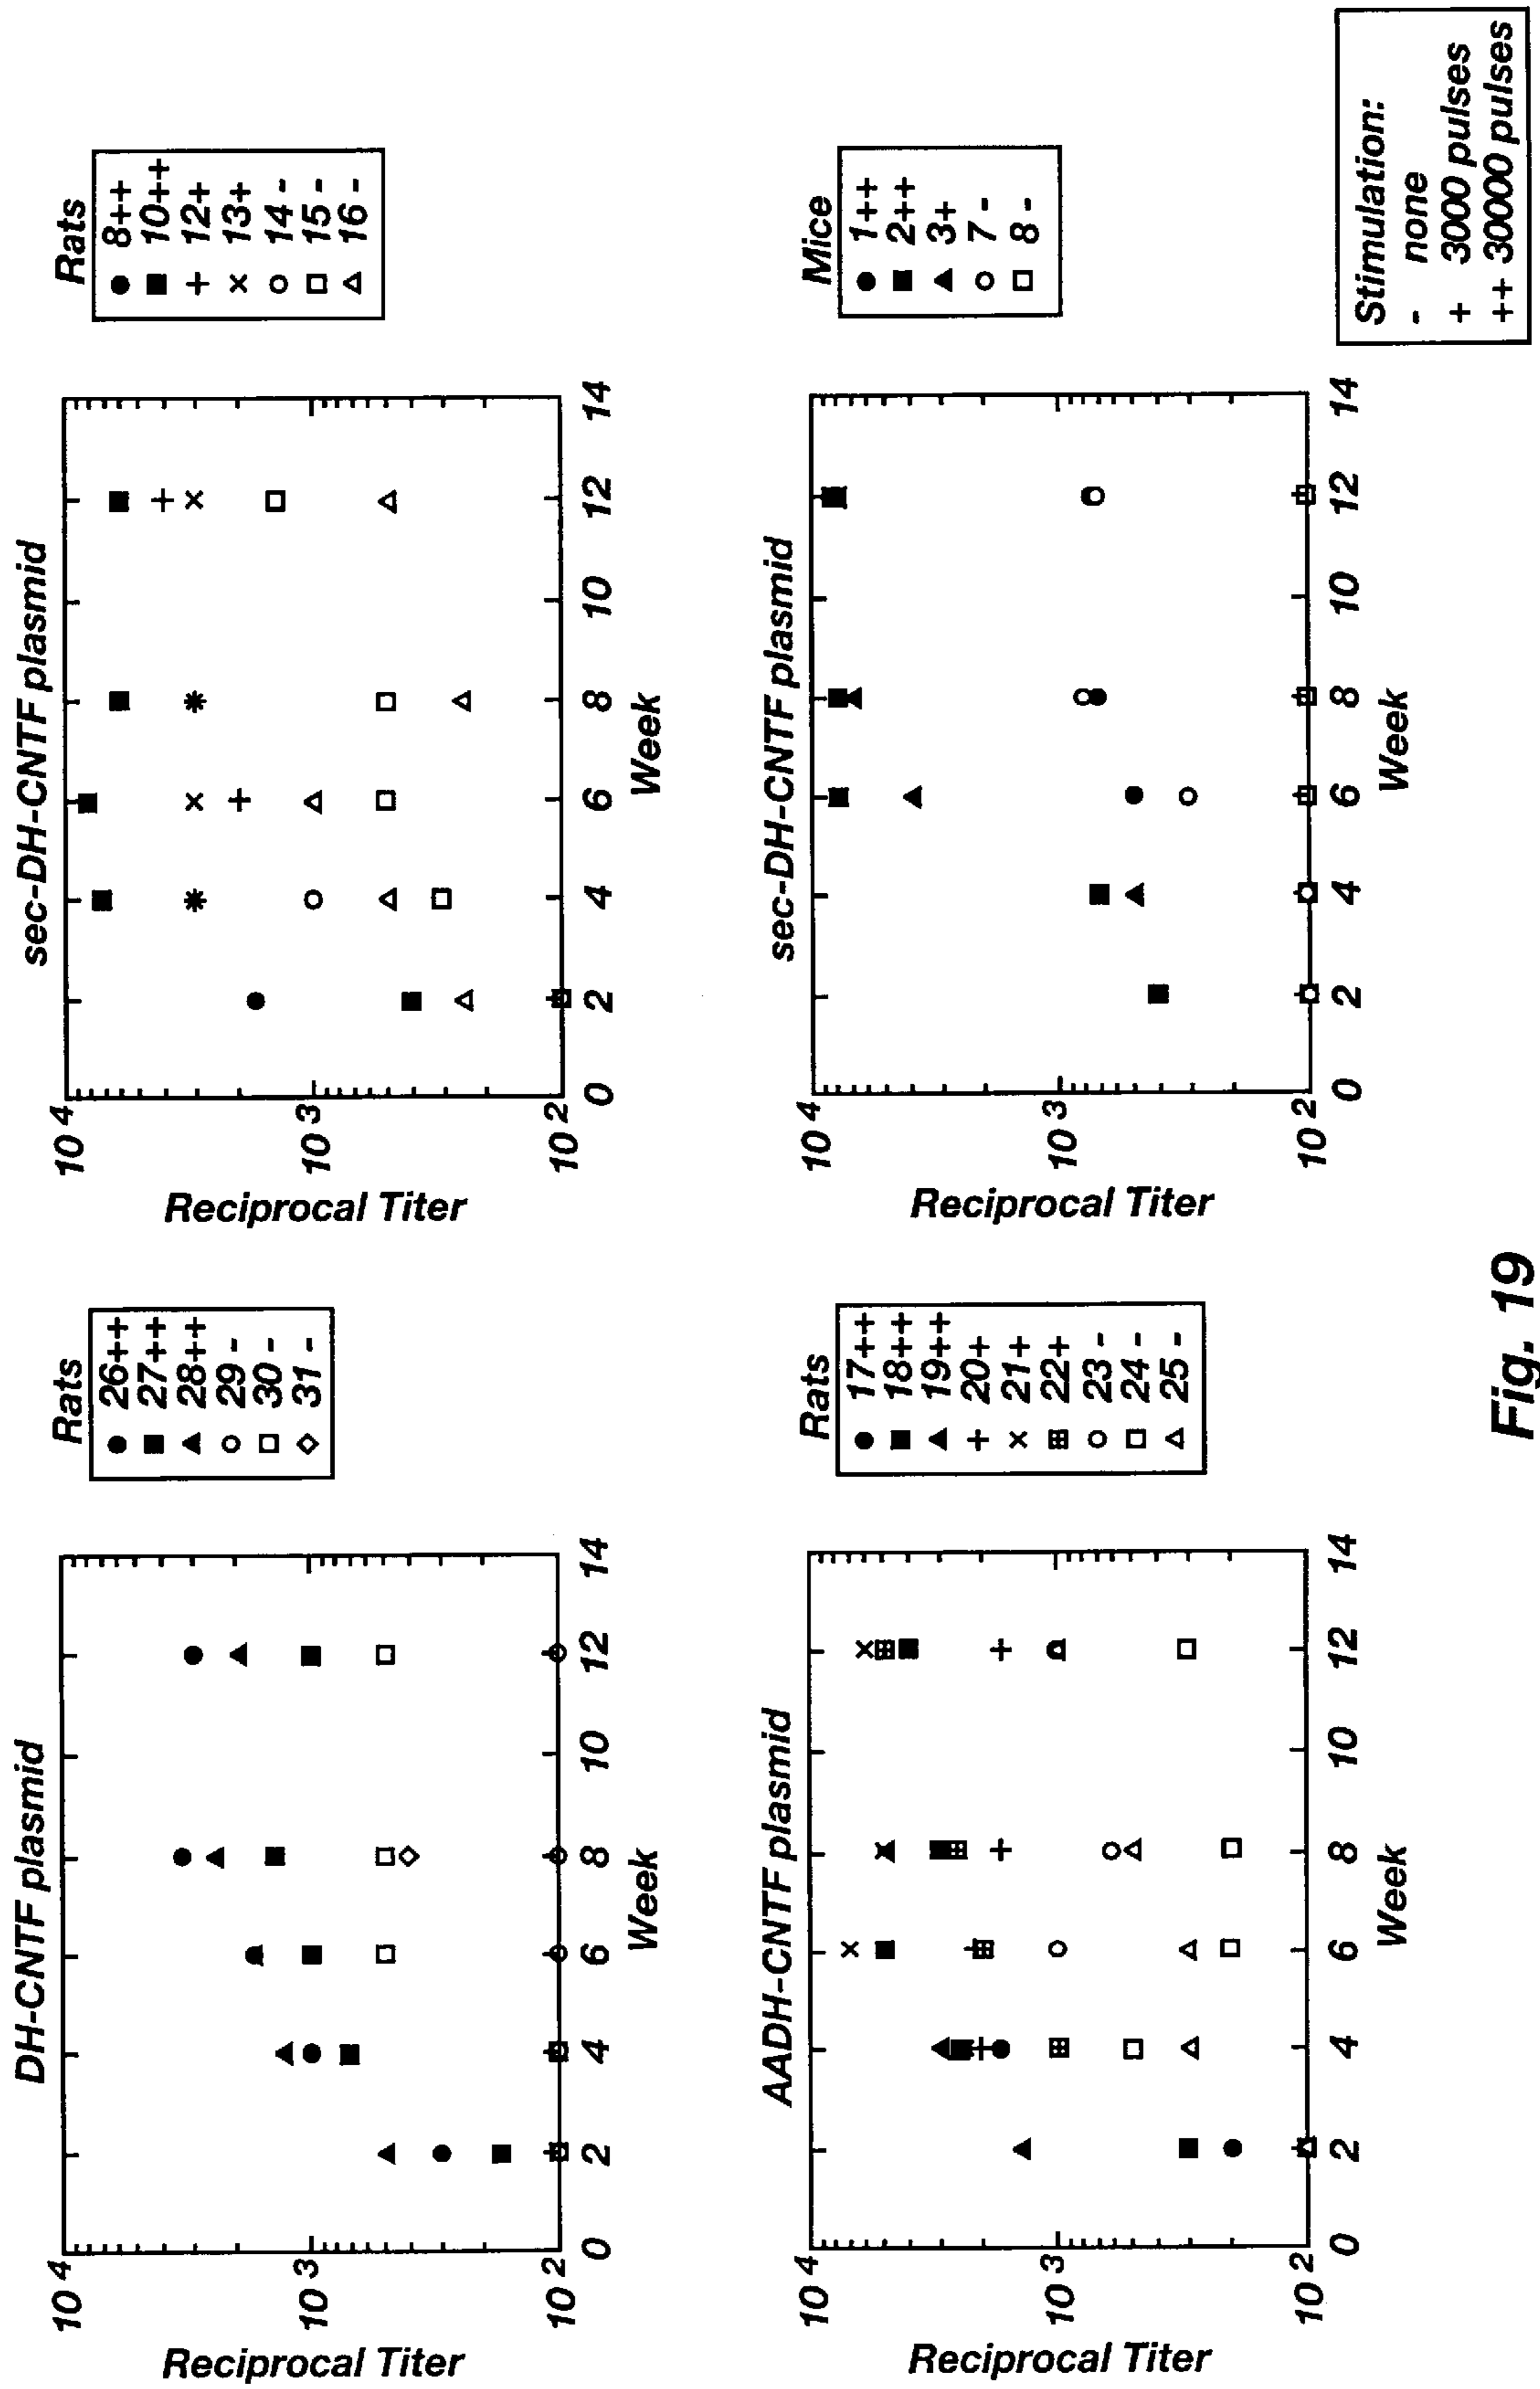 DH-CNTF plasmid
10 4
10 3
10 2
Reciprocal Titer
0 2 4 6 8 10 12 14
Week
Rats
26++
27++
28++
29 -
30 -
31 -
sec-DH-CNTF plasmid
10 4
10 3
10 2
Reciprocal Titer
0 2 4 6 8 10 12 14
Week
Rats
8++
10++
12+
13+
14 -
15 -
16 -
AADH-CNTF plasmid
10 4
10 3
10 2
Reciprocal Titer
0 2 4 6 8 10 12 14
Week
Rats
17++
18++
19++
20+
21+
22+
23 -
24 -
25 -
sec-DH-CNTF plasmid
10 4
10 3
10 2
Reciprocal Titer
0 2 4 6 8 10 12 14
Week
Mice
1++
2++
3+
7 -
8 -
Stimulation:
- none
+ 3000 pulses
++ 30000 pulses
Fig. 19